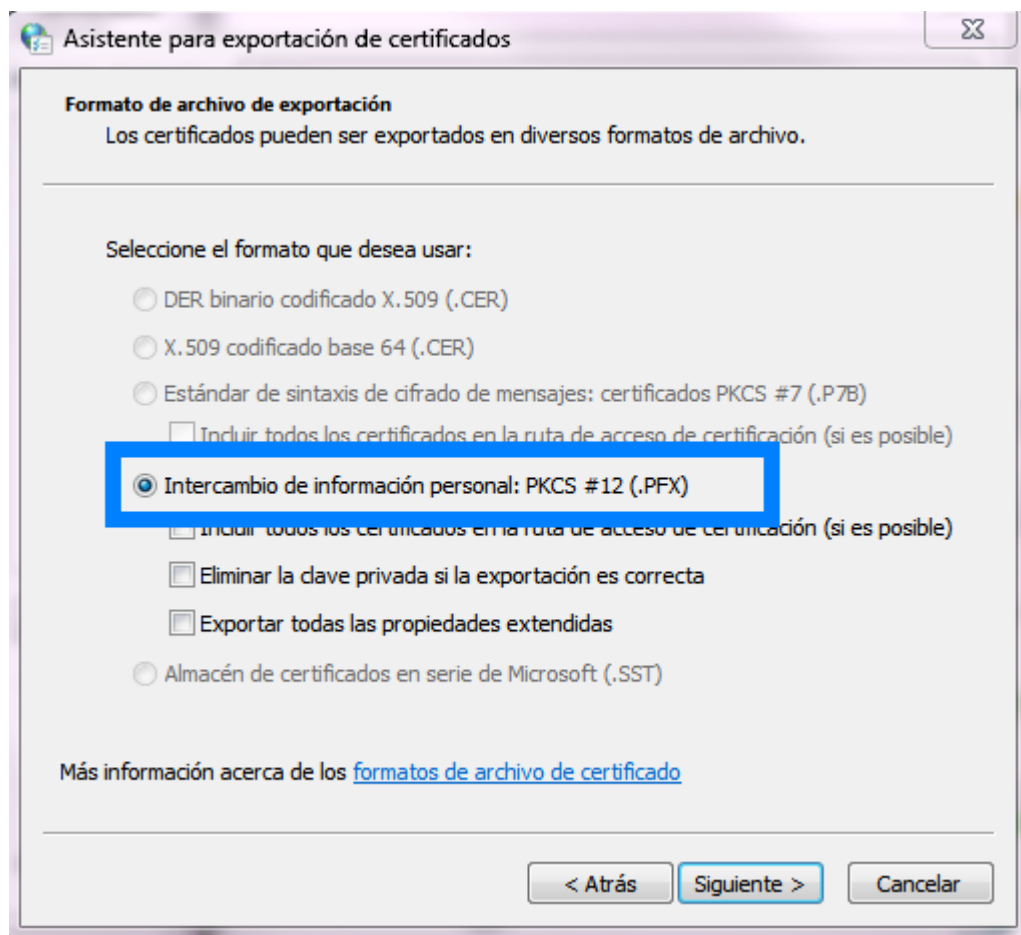 Asistente para exportación de certificados
Formato de archivo de exportación
Los certificados pueden ser exportados en diversos formatos de archivo.
Seleccione el formato que desea usar:
DER binario codificado X.509 (.CER)
X.509 codificado base 64 (.CER)
Estándar de sintaxis de cifrado de mensajes: certificados PKCS #7 (.P7B)
Incluir todos los certificados en la ruta de acceso de certificación (si es posible)
Intercambio de información personal: PKCS #12 (.PFX)
Incluir todos los certificados en la ruta de acceso de certificación (si es posible)
Eliminar la clave privada si la exportación es correcta
Exportar todas las propiedades extendidas
Almacén de certificados en serie de Microsoft (.SST)
Más información acerca de los formatos de archivo de certificado
< Atrás
Siguiente >
Cancelar